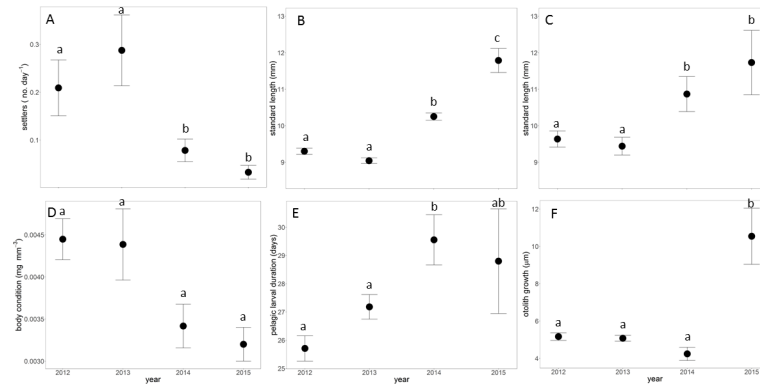 A
a
a
b
b
0.3
0.2
0.1
settlers ( no. day⁻¹)
B
a
a
b
c
13
12
11
10
9
standard length (mm)
C
a
a
b
b
13
12
11
10
9
standard length (mm)
D
a
a
a
a
0.0045
0.0040
0.0035
0.0030
body condition (mg mm⁻³)
2012 2013 2014 2015
year
E
a
a
b
ab
30
29
28
27
26
25
pelagic larval duration (days)
2012 2013 2014 2015
year
F
a
a
a
b
12
10
8
6
4
otolith growth (μm)
2012 2013 2014 2015
year